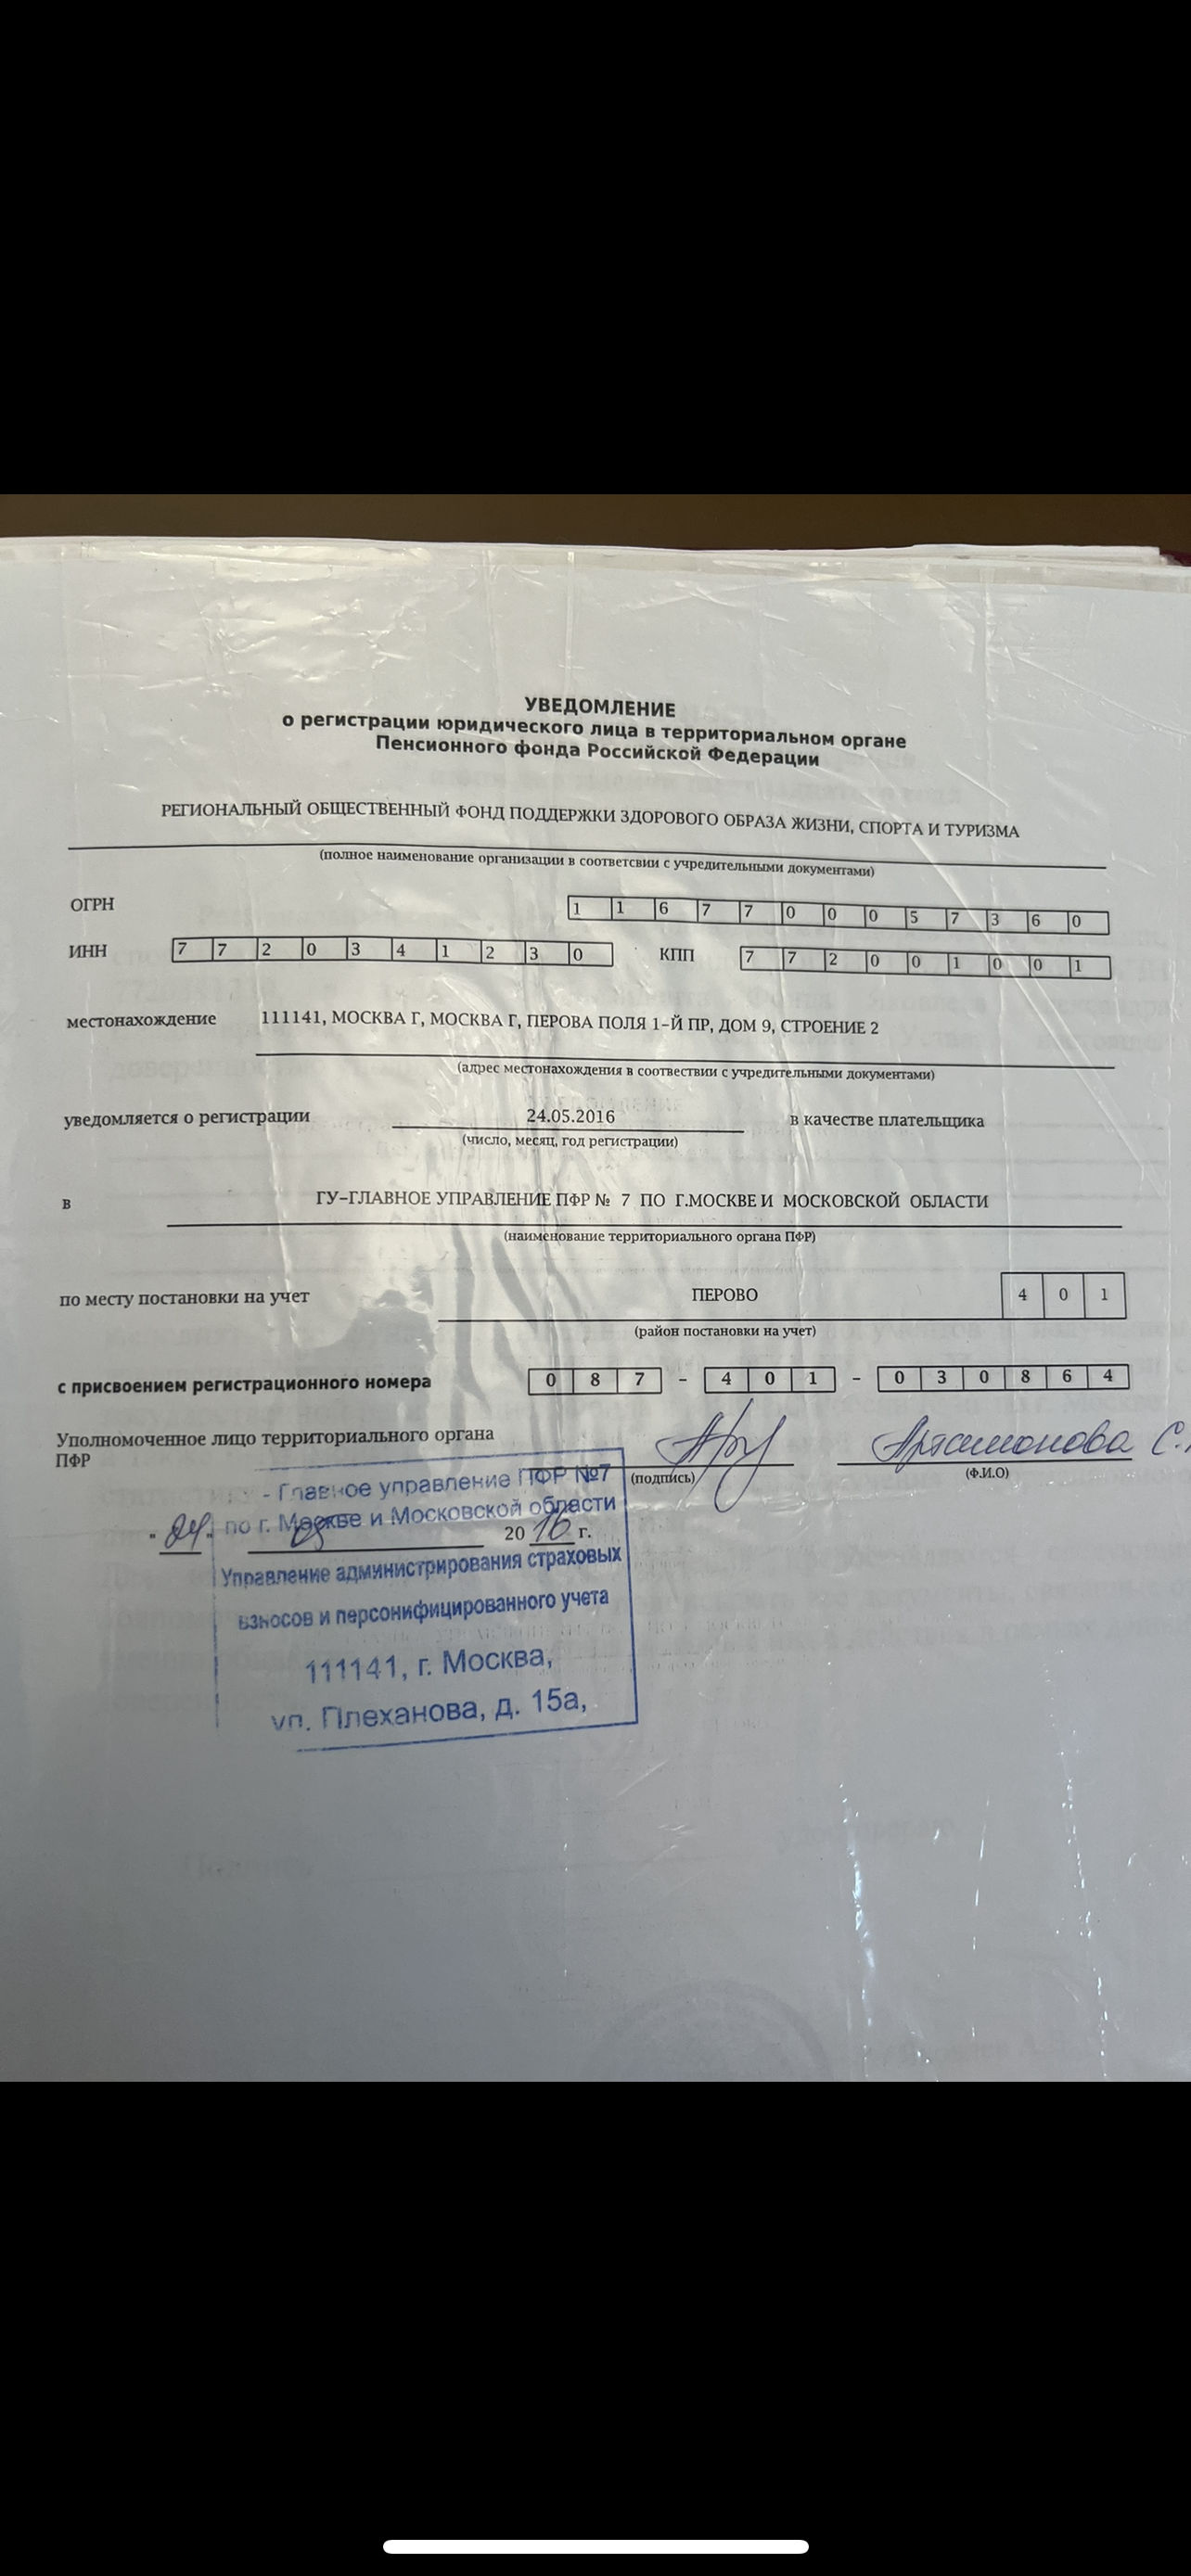 УВЕДОМЛЕНИЕ
о регистрации юридического лица в территориальном органе
Пенсионного фонда Российской Федерации
РЕГИОНАЛЬНЫЙ ОБЩЕСТВЕННЫЙ ФОНД ПОДДЕРЖКИ ЗДОРОВОГО ОБРАЗА ЖИЗНИ, СПОРТА И ТУРИЗМА
(полное наименование организации в соответсвии с учредительными документами)
ОГРН 1 1 6 7 7 0 0 0 5 7 3 6 0
ИНН 7 7 2 0 3 4 1 2 3 0 КПП 7 7 2 0 0 1 0 0 1
местонахождение 111141, МОСКВА Г, МОСКВА Г, ПЕРОВА ПОЛЯ 1-Й ПР, ДОМ 9, СТРОЕНИЕ 2
(адрес местонахождения в соотвествии с учредительными документами)
уведомляется о регистрации 24.05.2016 в качестве плательщика
(число, месяц, год регистрации)
в ГУ-ГЛАВНОЕ УПРАВЛЕНИЕ ПФР № 7 ПО Г.МОСКВЕ И МОСКОВСКОЙ ОБЛАСТИ
(наименование территориального органа ПФР)
по месту постановки на учет ПЕРОВО 4 0 1
(район постановки на учет)
с присвоением регистрационного номера 0 8 7 – 4 0 1 – 0 3 0 8 6 4
Уполномоченное лицо территориального органа
ПФР Артамонова С.
(подпись) (Ф.И.О)
- Главное управление ПФР №7
по г. Москве и Московской области
"24" 05 2016 г.
Управление администрирования страховых
взносов и персонифицированного учета
111141, г. Москва,
ул. Плеханова, д. 15а,